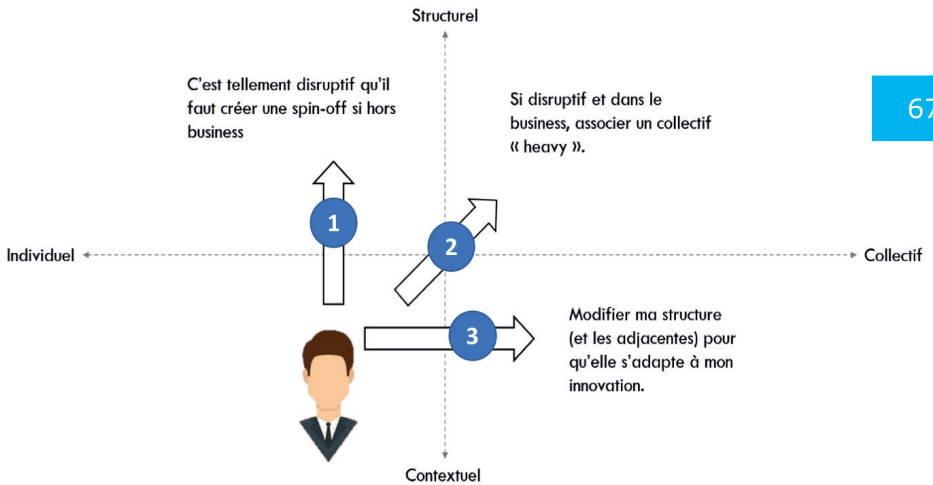 Structurel
C'est tellement disruptif qu'il
faut créer une spin-off si hors
business
Si disruptif et dans le
business, associer un collectif
« heavy ».
67
1
2
Individuel
Collectif
3
Modifier ma structure
(et les adjacentes) pour
qu'elle s'adapte à mon
innovation.
Contextuel